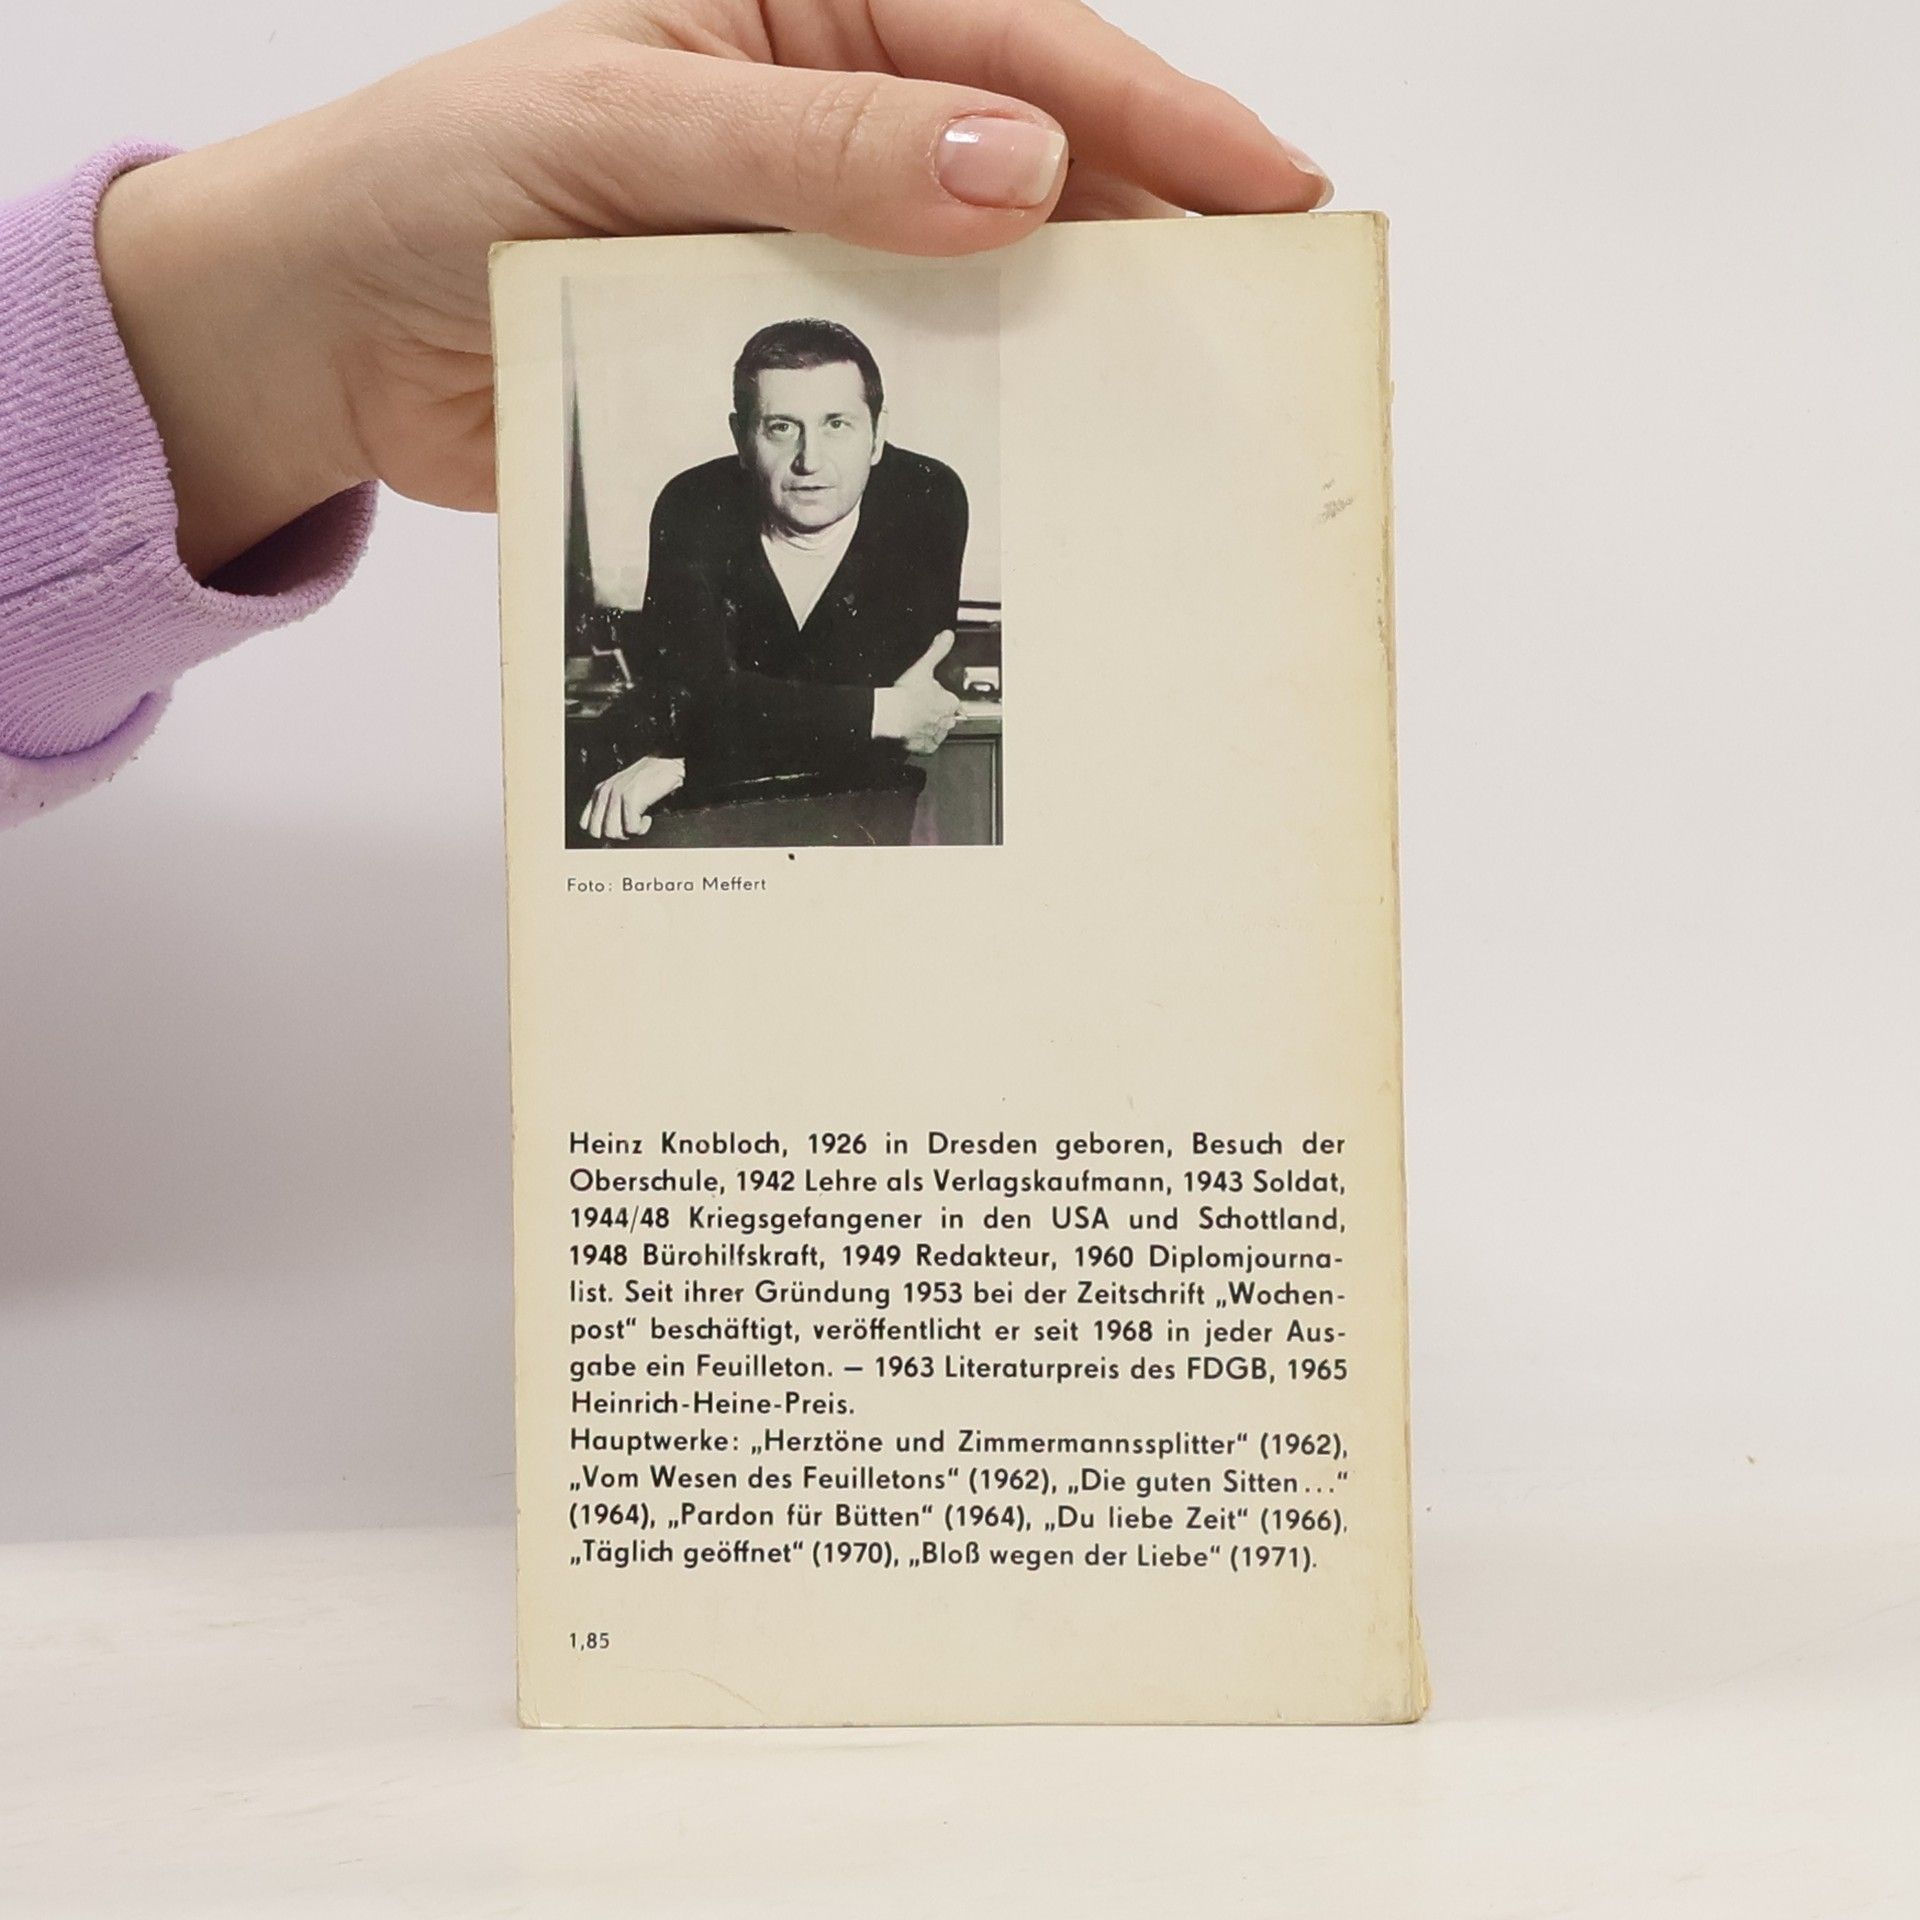 Foto: Barbara Meffert
Heinz Knobloch, 1926 in Dresden geboren, Besuch der
Oberschule, 1942 Lehre als Verlagskaufmann, 1943 Soldat,
1944/48 Kriegsgefangener in den USA und Schottland,
1948 Bürohilfskraft, 1949 Redakteur, 1960 Diplomjourna-
list. Seit ihrer Gründung 1953 bei der Zeitschrift „Wochen-
post“ beschäftigt, veröffentlicht er seit 1968 in jeder Aus-
gabe ein Feuilleton. — 1963 Literaturpreis des FDGB, 1965
Heinrich-Heine-Preis.
Hauptwerke: „Herztöne und Zimmermannssplitter“ (1962),
„Vom Wesen des Feuilletons“ (1962), „Die guten Sitten...“
(1964), „Pardon für Bütten“ (1964), „Du liebe Zeit“ (1966),
„Täglich geöffnet“ (1970), „Bloß wegen der Liebe“ (1971).
1,85